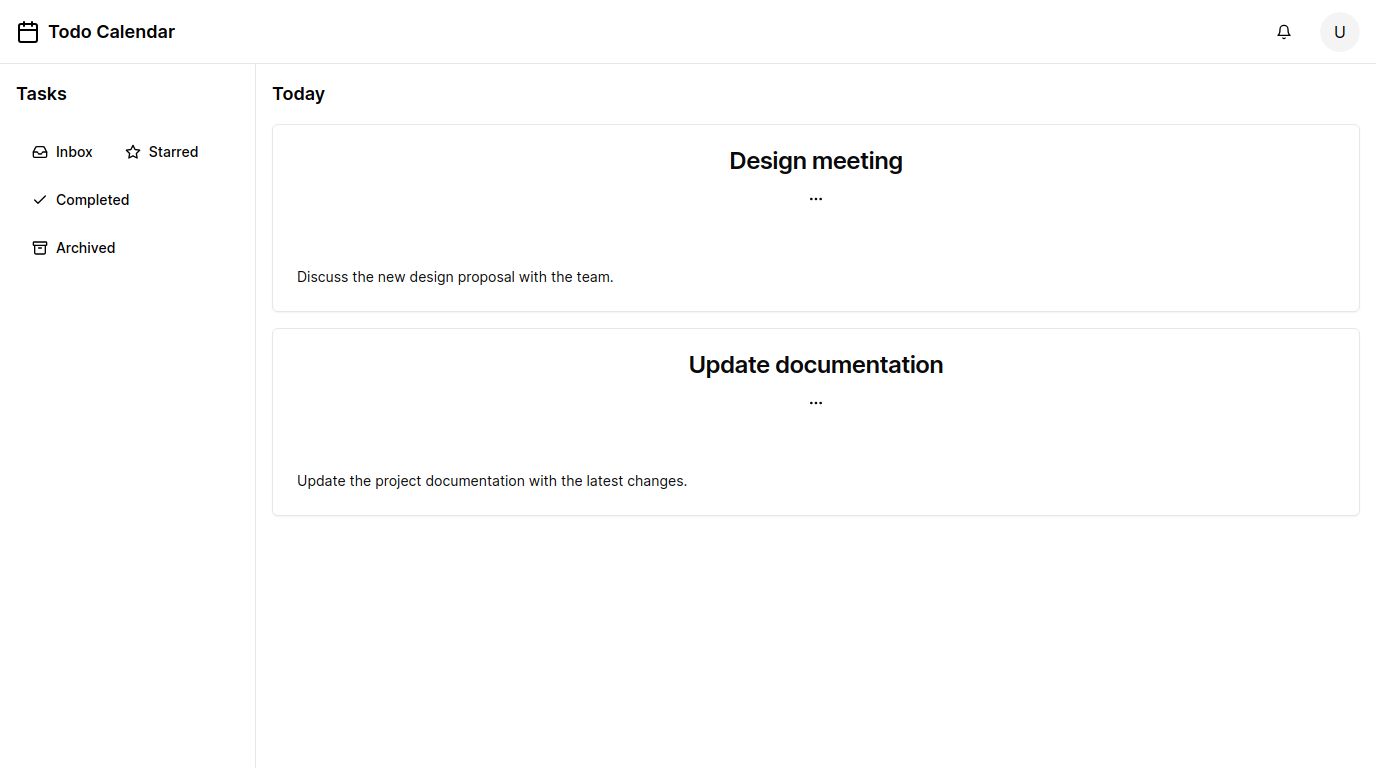 Todo Calendar
U
Tasks
Inbox
Starred
Completed
Archived
Today
Design meeting
Discuss the new design proposal with the team.
Update documentation
Update the project documentation with the latest changes.